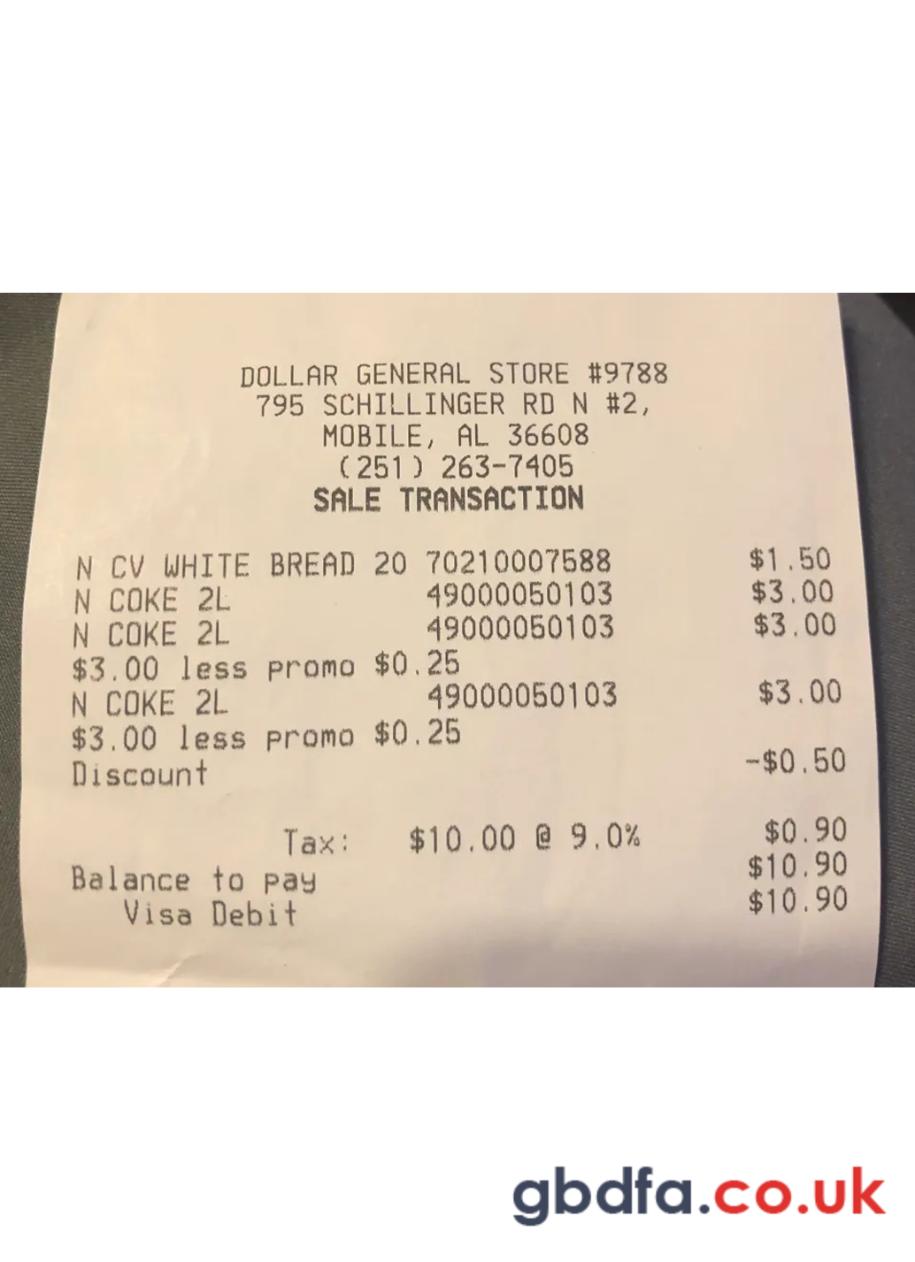 DOLLAR GENERAL STORE #9788
795 SCHILLINGER RD N #2,
MOBILE, AL 36608
(251) 263-7405
SALE TRANSACTION
N CV WHITE BREAD 20 70210007588 $1.50
N COKE 2L 49000050103 $3.00
N COKE 2L 49000050103 $3.00
$3.00 less promo $0.25
N COKE 2L 49000050103 $3.00
$3.00 less promo $0.25
Discount -$0.50
Tax: $10.00 @ 9.0% $0.90
Balance to pay $10.90
Visa Debit $10.90
gbdfa.co.uk